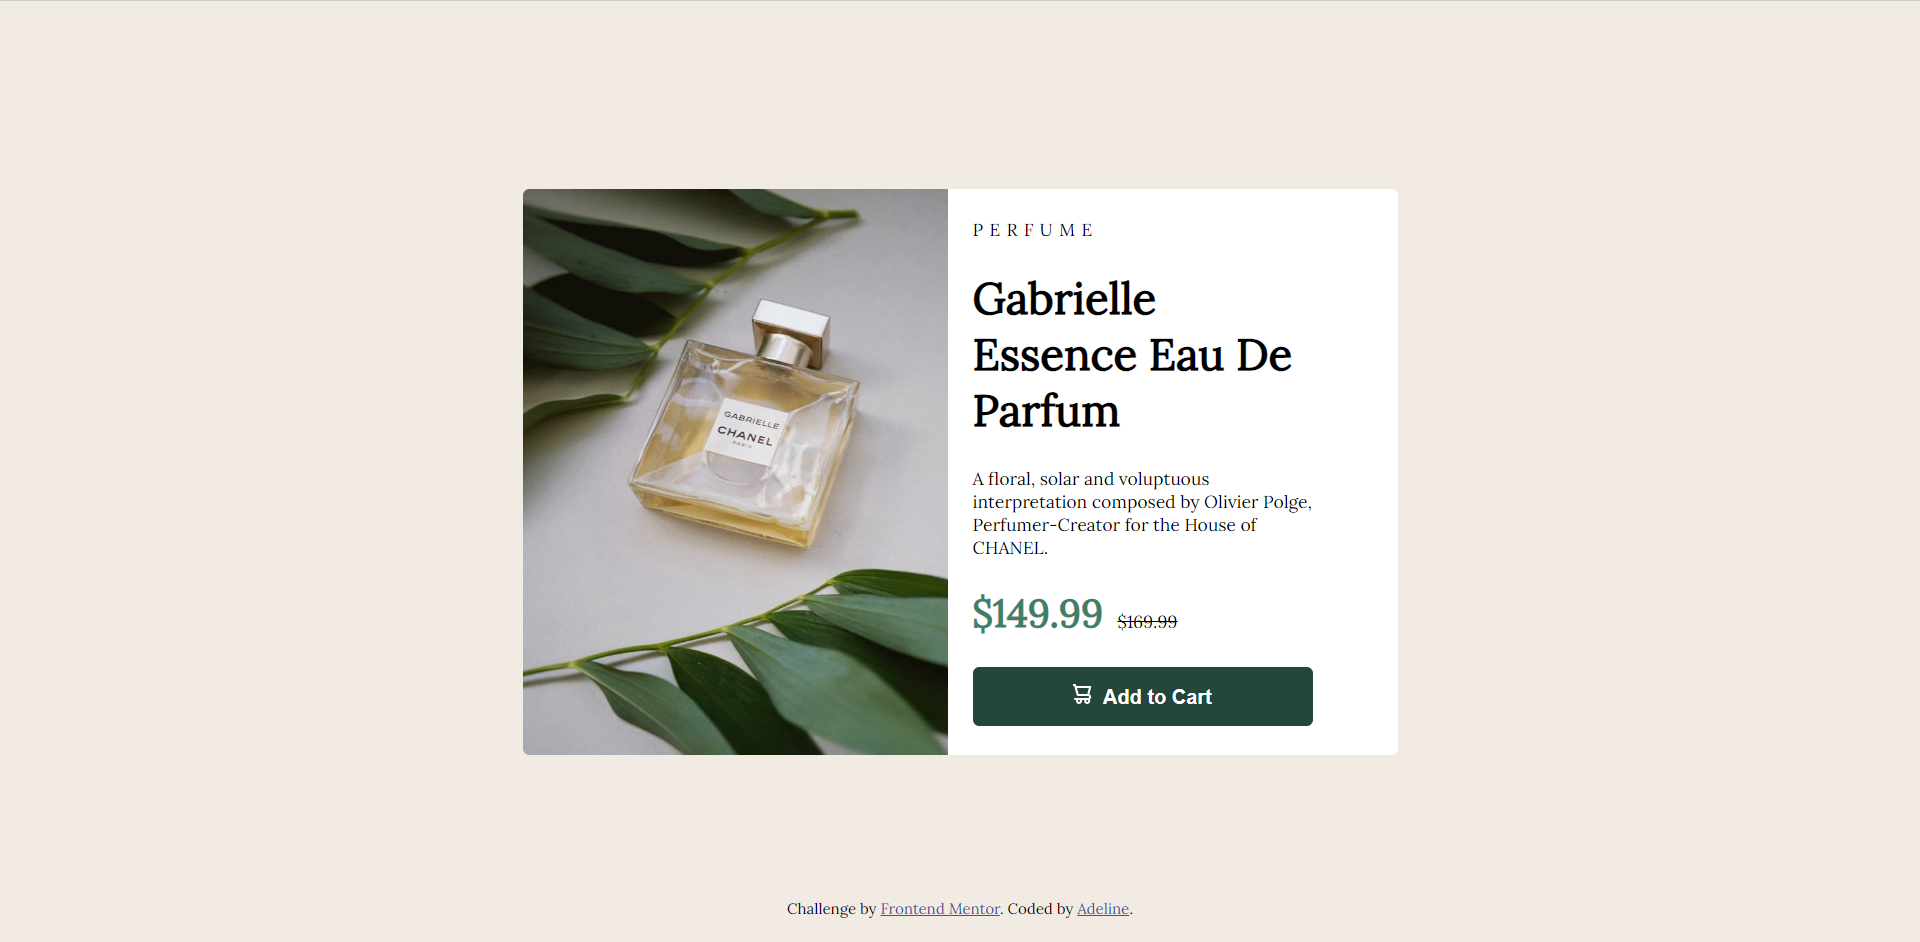 PERFUME
Gabrielle
Essence Eau De
Parfum
A floral, solar and voluptuous
interpretation composed by Olivier Polge,
Perfumer-Creator for the House of
CHANEL.
$149.99 $169.99
Add to Cart
GABRIELLE
CHANEL
PARIS
Challenge by Frontend Mentor. Coded by Adeline.